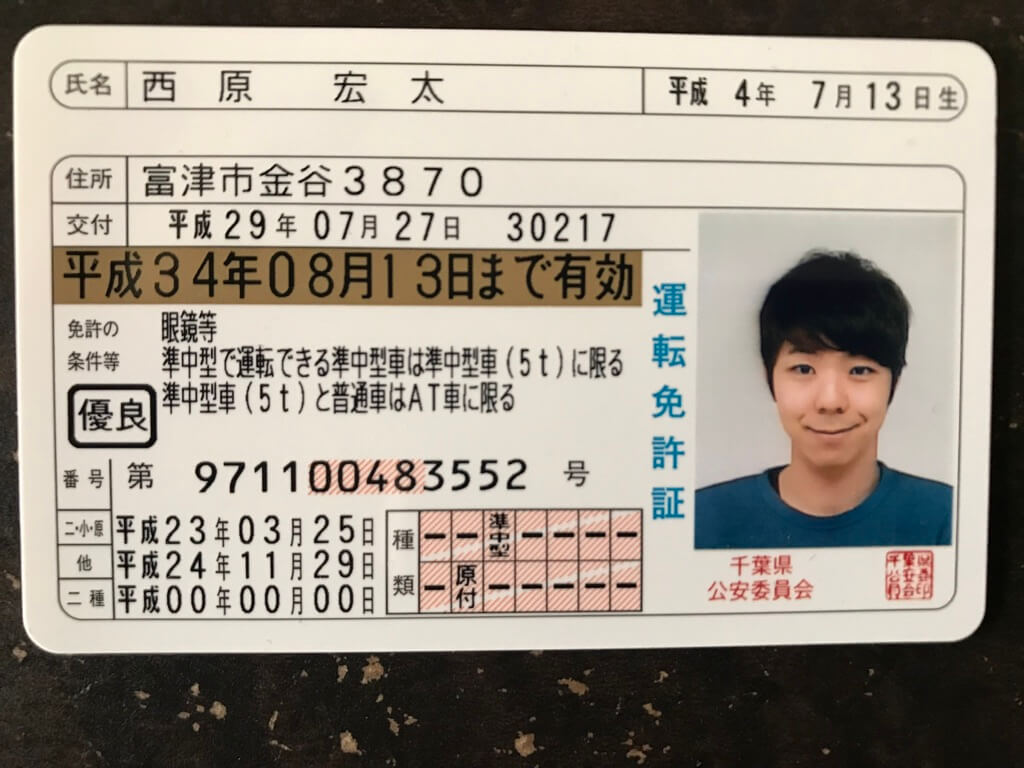 氏名 西原 宏太 平成 4年 7月13日生
住所 富津市金谷3870
交付 平成29年07月27日 30217
平成34年08月13日まで有効
免許の条件等 眼鏡等
準中型で運転できる準中型車は準中型車(5t)に限る
準中型車(5t)と普通車はAT車に限る
優良
番号 第 971100483552 号
二・小・原 平成23年03月25日
他 平成24年11月29日
二種 平成00年00月00日
種類 ー ー 準中型 ー ー ー ー
ー 原付 ー ー ー ー ー
運転免許証
千葉県
公安委員会